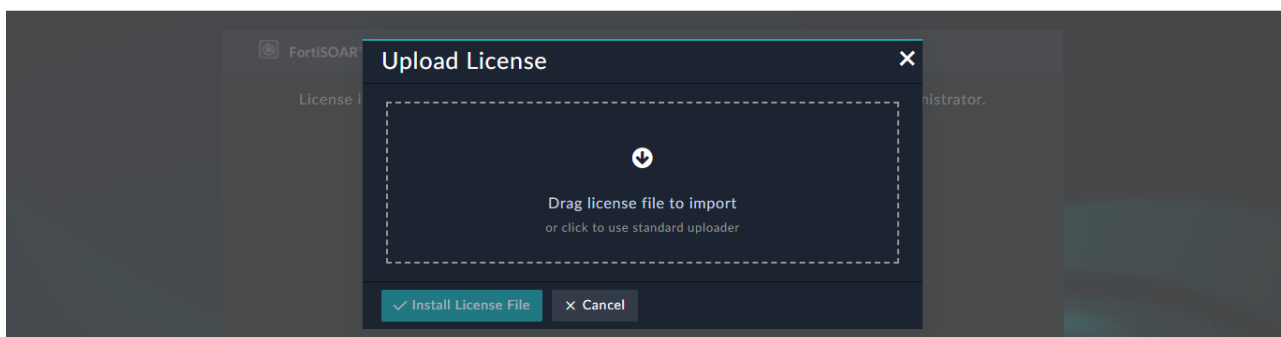 FortiSOAR™
Upload License
License i
nistrator.
Drag license file to import
or click to use standard uploader
Install License File
Cancel